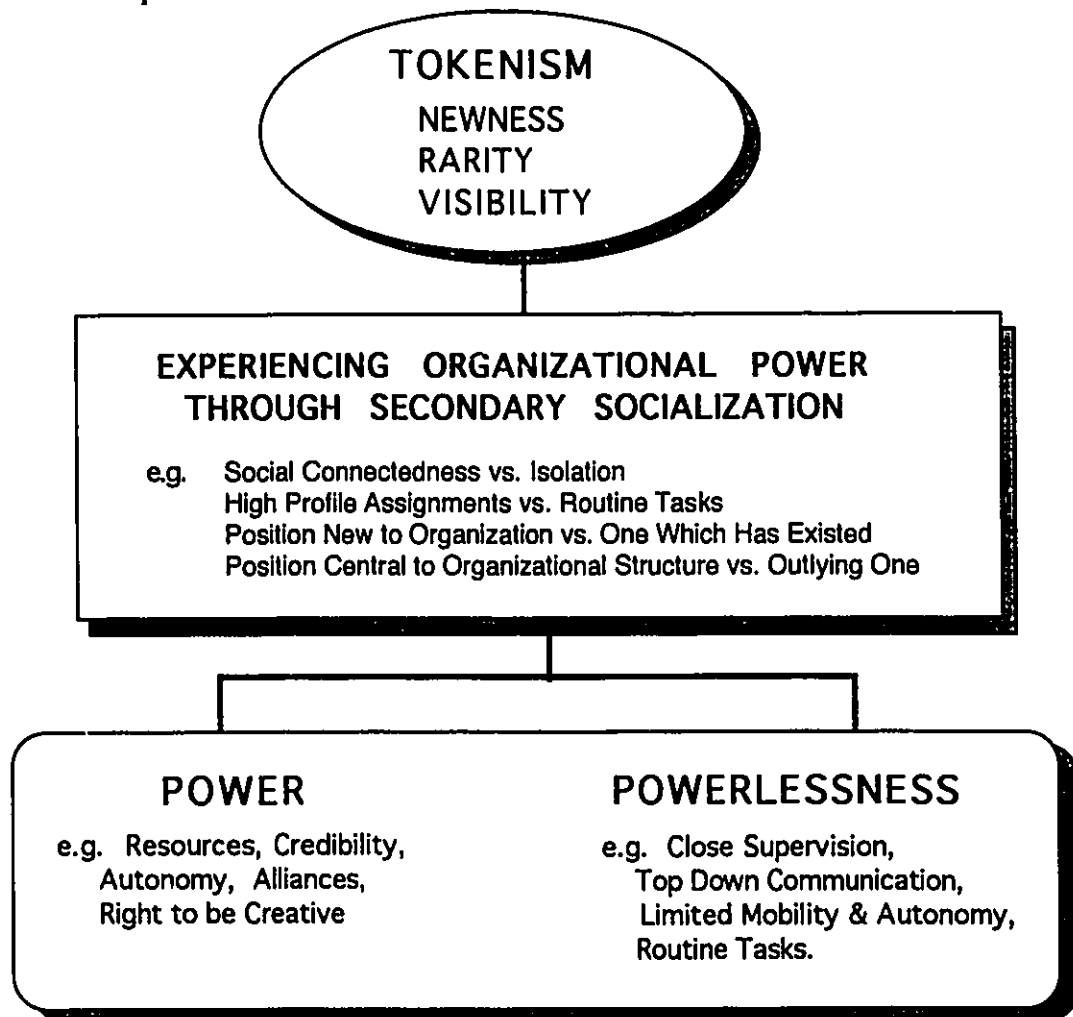 TOKENISM
NEWNESS
RARITY
VISIBILITY
EXPERIENCING ORGANIZATIONAL POWER
THROUGH SECONDARY SOCIALIZATION
e.g. Social Connectedness vs. Isolation
High Profile Assignments vs. Routine Tasks
Position New to Organization vs. One Which Has Existed
Position Central to Organizational Structure vs. Outlying One
POWER
e.g. Resources, Credibility,
Autonomy, Alliances,
Right to be Creative
POWERLESSNESS
e.g. Close Supervision,
Top Down Communication,
Limited Mobility & Autonomy,
Routine Tasks.